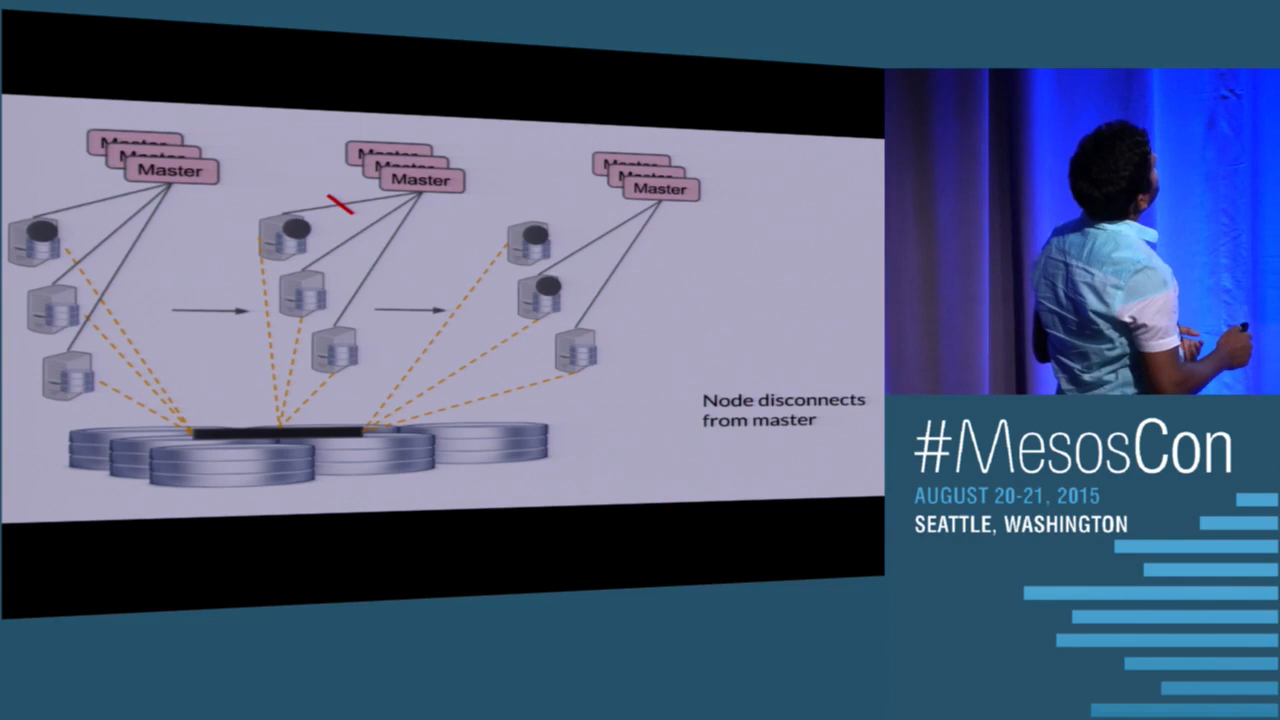 Master
Master
Master
Master
Master
Master
Master
Master
Master
Node disconnects
from master
#MesosCon
AUGUST 20-21, 2015
SEATTLE, WASHINGTON